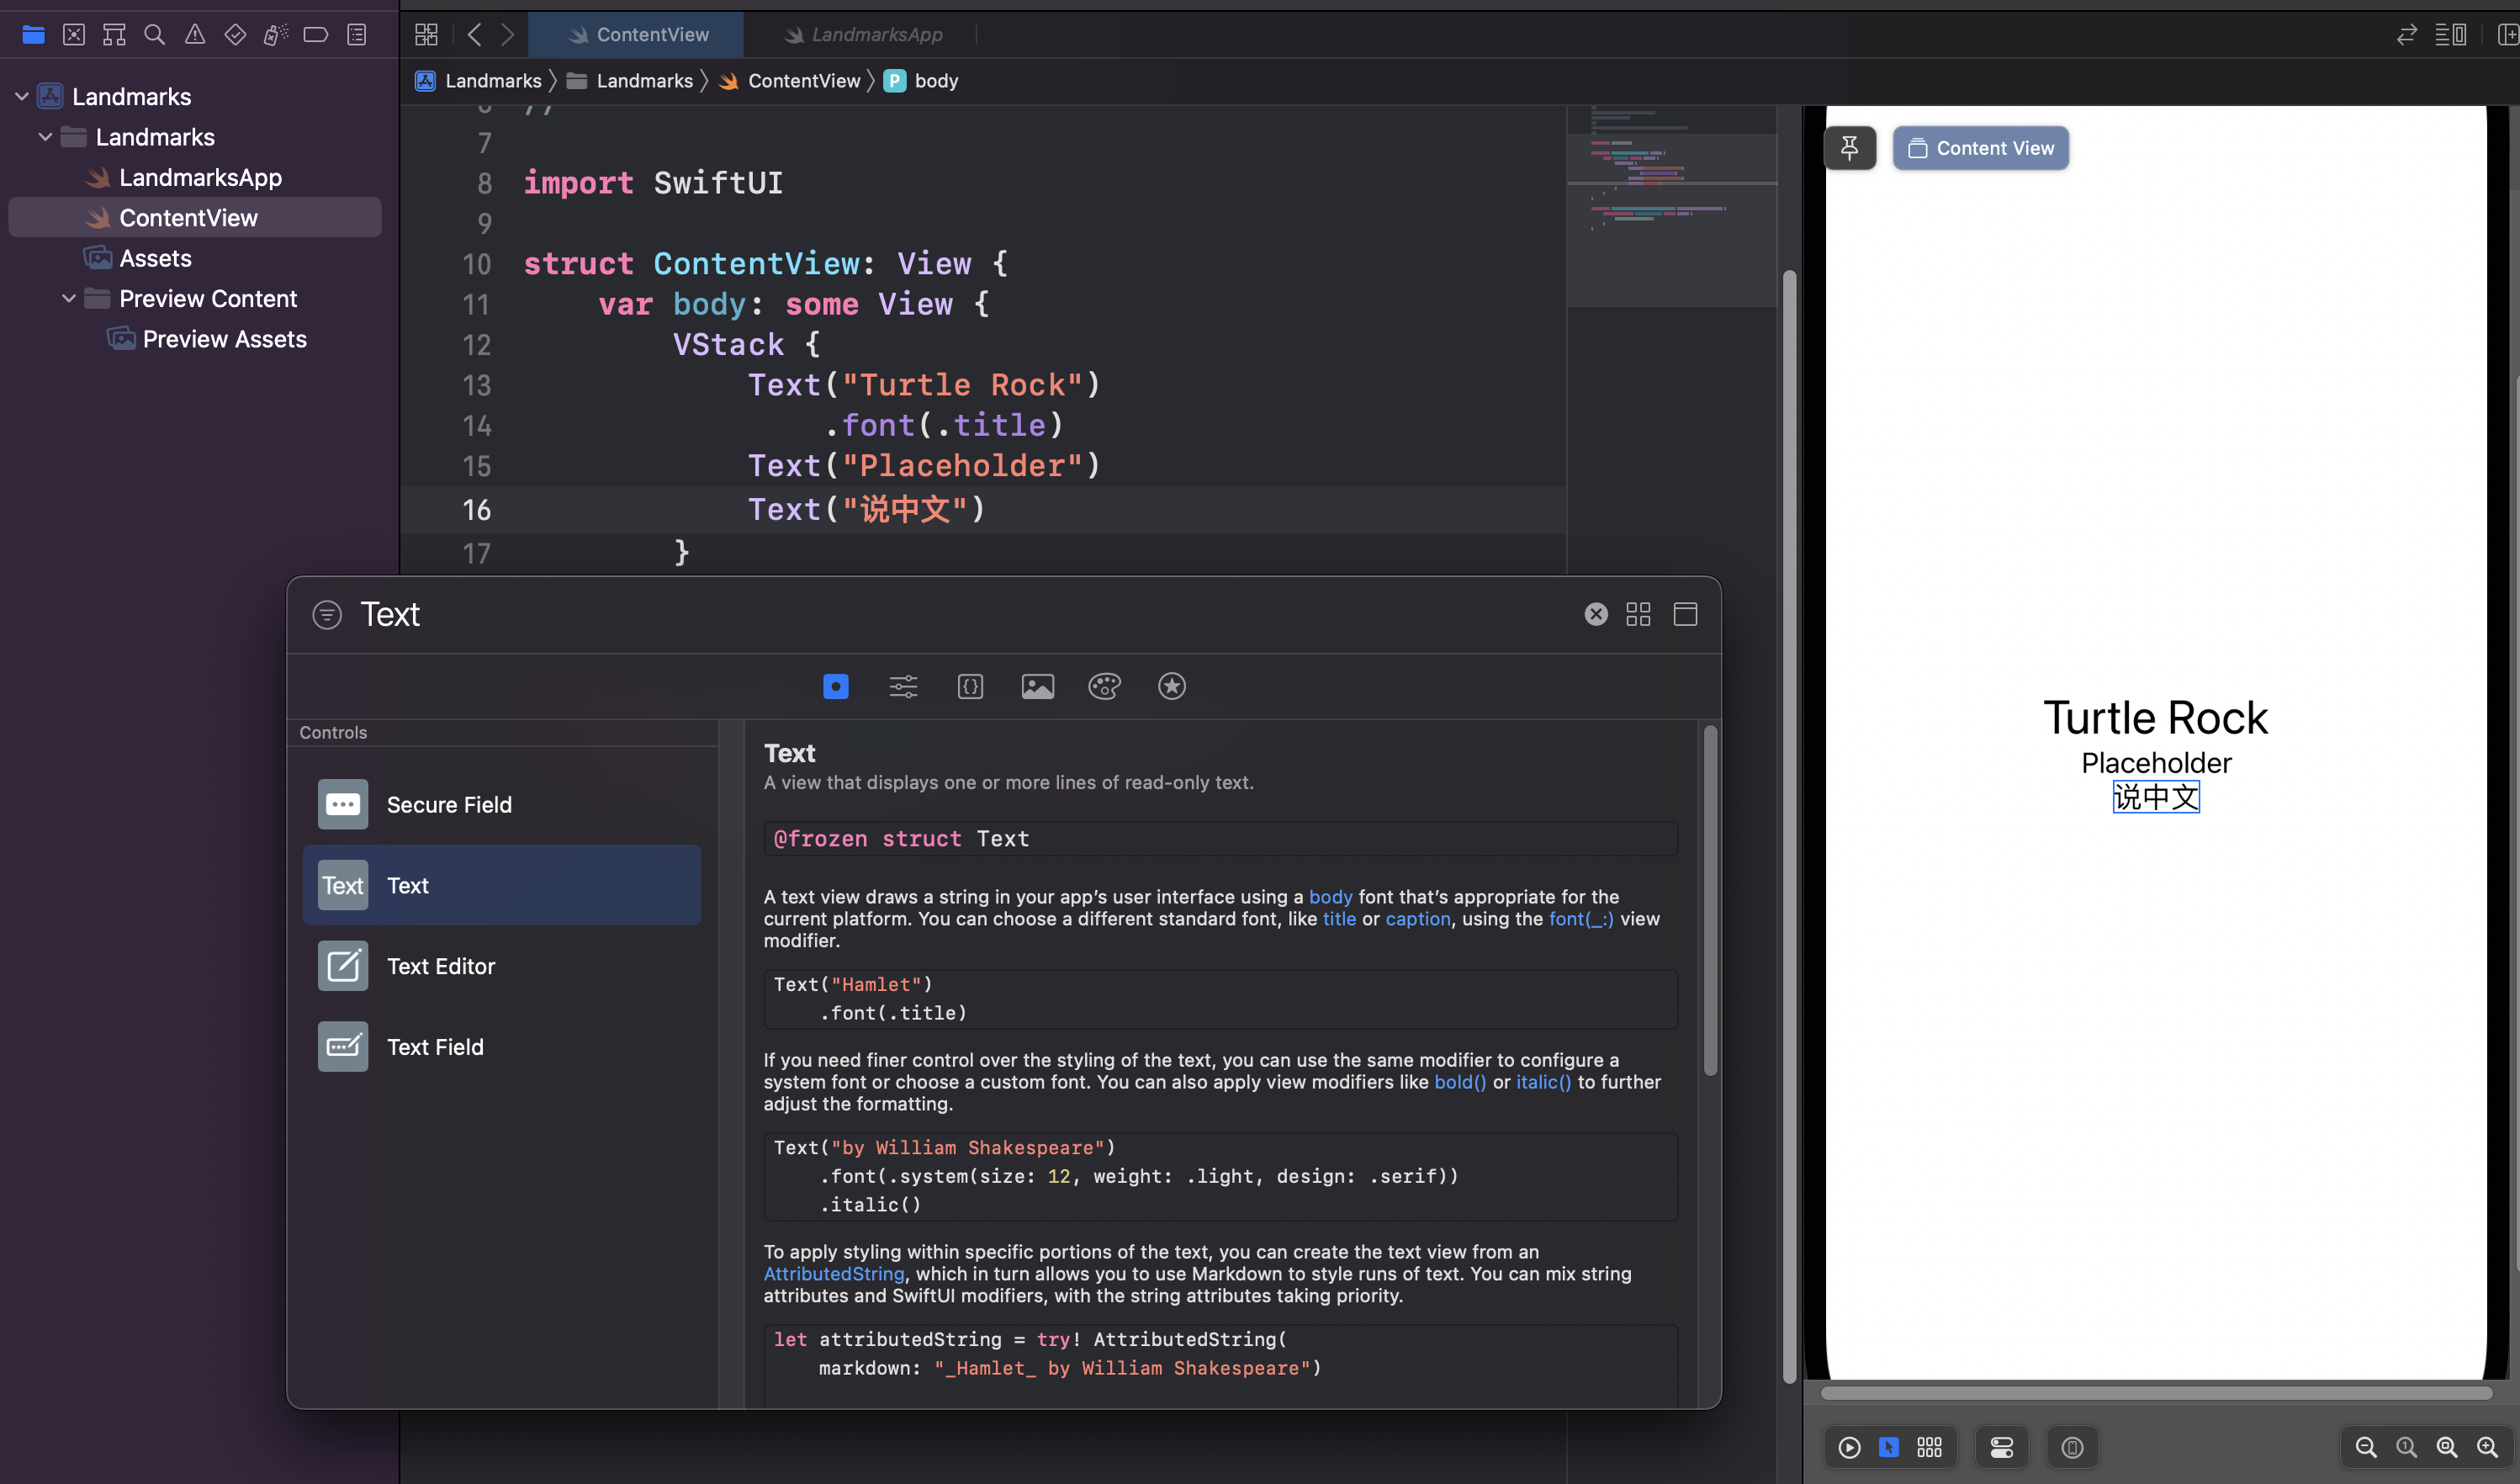 ContentView
LandmarksApp
Landmarks
Landmarks
ContentView
P
body
Landmarks
Landmarks
LandmarksApp
ContentView
Assets
Preview Content
Preview Assets
7
8 import SwiftUI
9
10 struct ContentView: View {
11 var body: some View {
12 VStack {
13 Text("Turtle Rock")
14 .font(.title)
15 Text("Placeholder")
16 Text("说中文")
17 }
Content View
Turtle Rock
Placeholder
说中文
Text
Controls
Secure Field
Text Text
Text Editor
Text Field
Text
A view that displays one or more lines of read-only text.
@frozen struct Text
A text view draws a string in your app’s user interface using a body font that’s appropriate for the
current platform. You can choose a different standard font, like title or caption, using the font(_:) view
modifier.
Text("Hamlet")
.font(.title)
If you need finer control over the styling of the text, you can use the same modifier to configure a
system font or choose a custom font. You can also apply view modifiers like bold() or italic() to further
adjust the formatting.
Text("by William Shakespeare")
.font(.system(size: 12, weight: .light, design: .serif))
.italic()
To apply styling within specific portions of the text, you can create the text view from an
AttributedString, which in turn allows you to use Markdown to style runs of text. You can mix string
attributes and SwiftUI modifiers, with the string attributes taking priority.
let attributedString = try! AttributedString(
markdown: "_Hamlet_ by William Shakespeare")